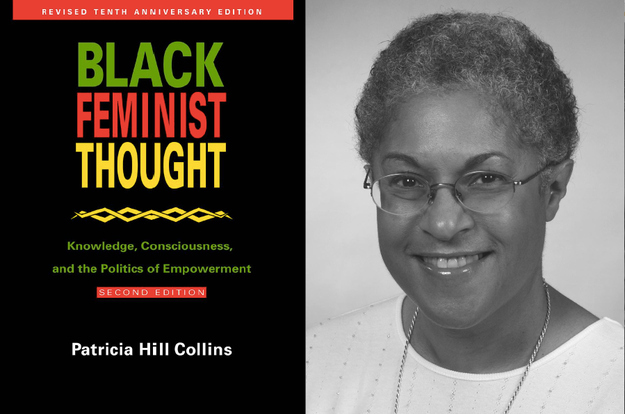 REVISED TENTH ANNIVERSARY EDITION
BLACK
FEMINIST
THOUGHT
Knowledge, Consciousness,
and the Politics of Empowerment
SECOND EDITION
Patricia Hill Collins